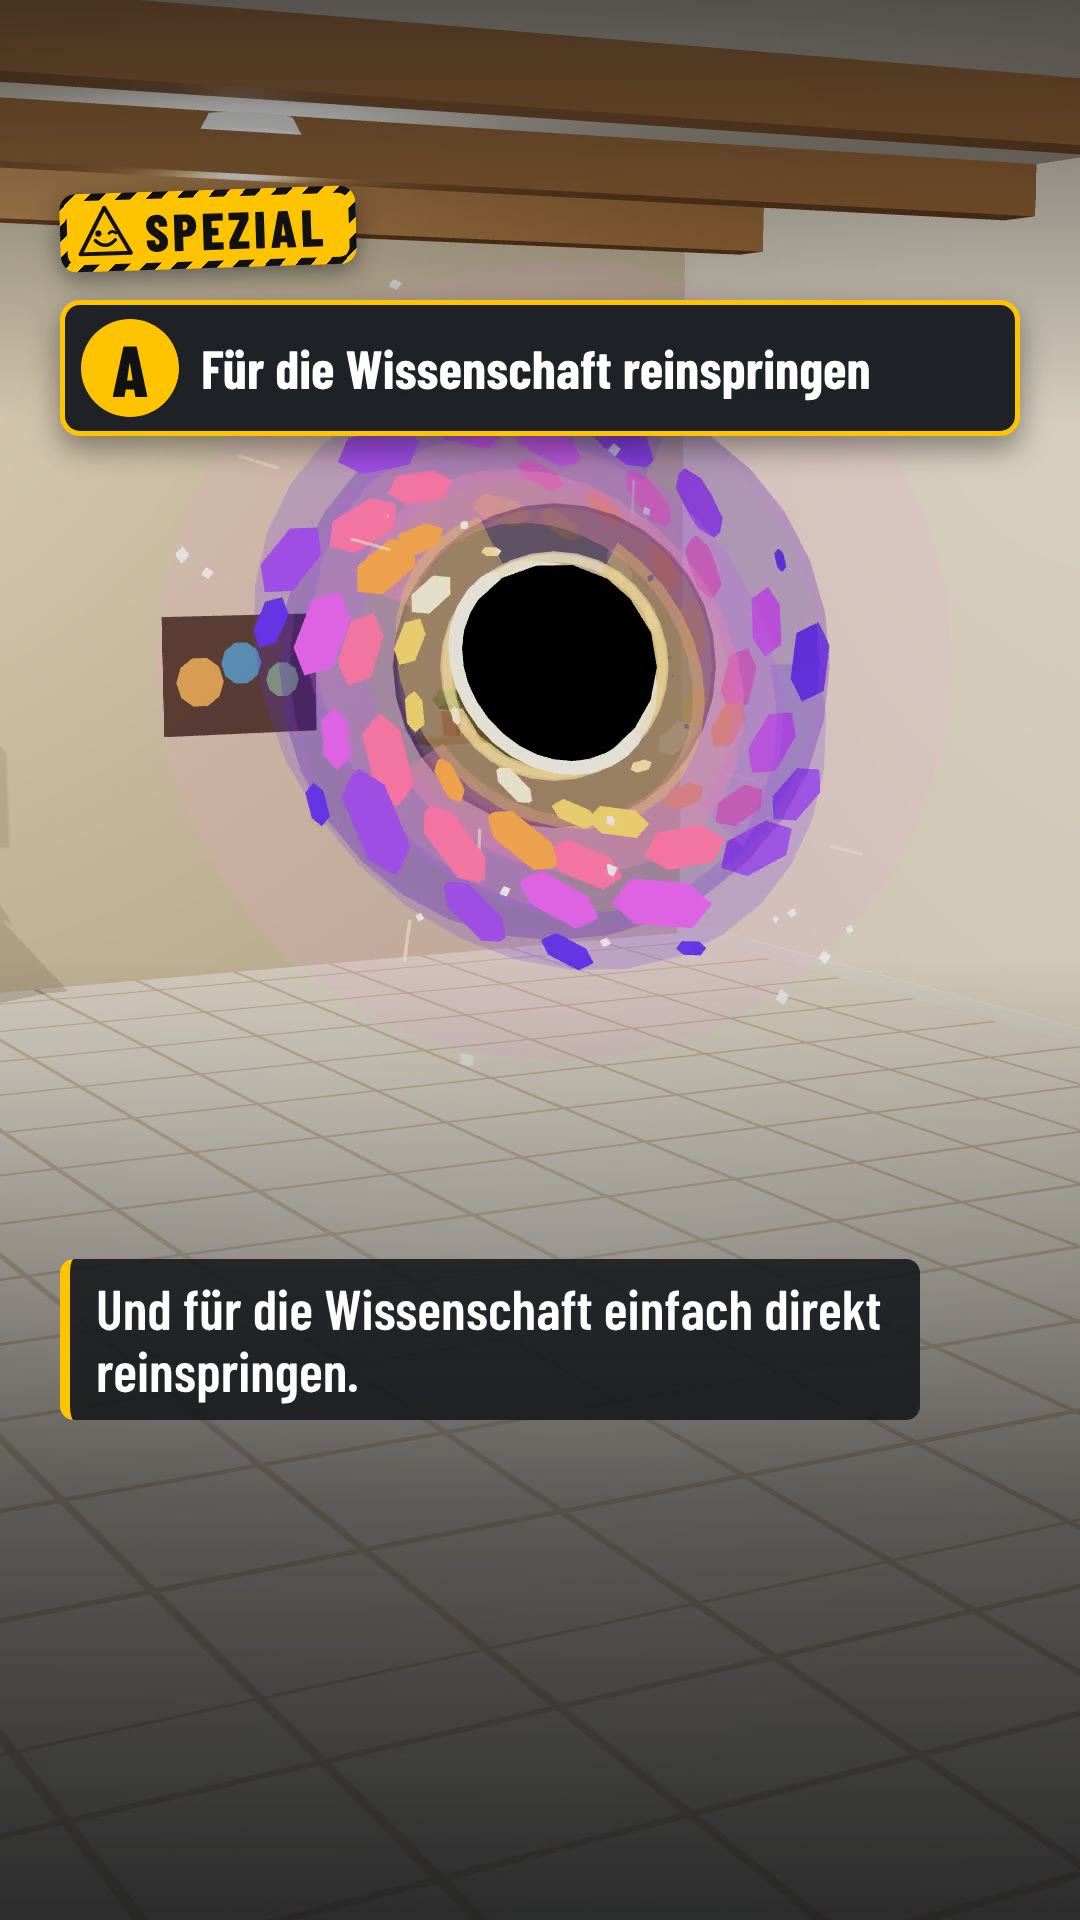 SPEZIAL
A Für die Wissenschaft reinspringen
Und für die Wissenschaft einfach direkt
reinspringen.